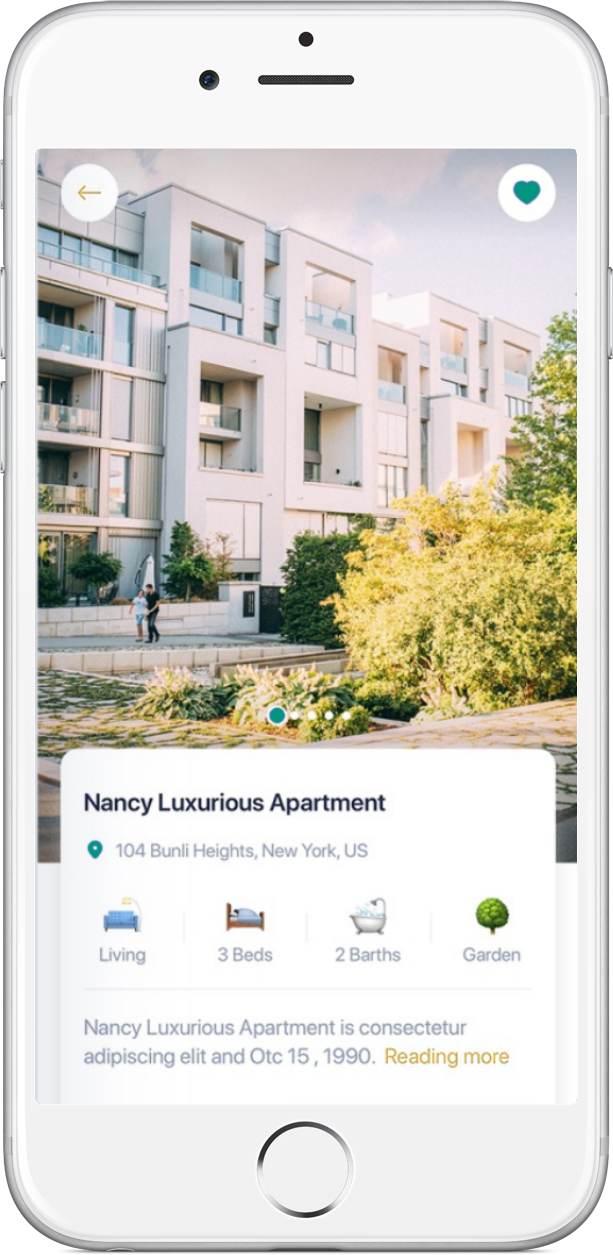 Nancy Luxurious Apartment
104 Bunli Heights, New York, US
Living
3 Beds
2 Barths
Garden
Nancy Luxurious Apartment is consectetur
adipiscing elit and Otc 15 , 1990. Reading more